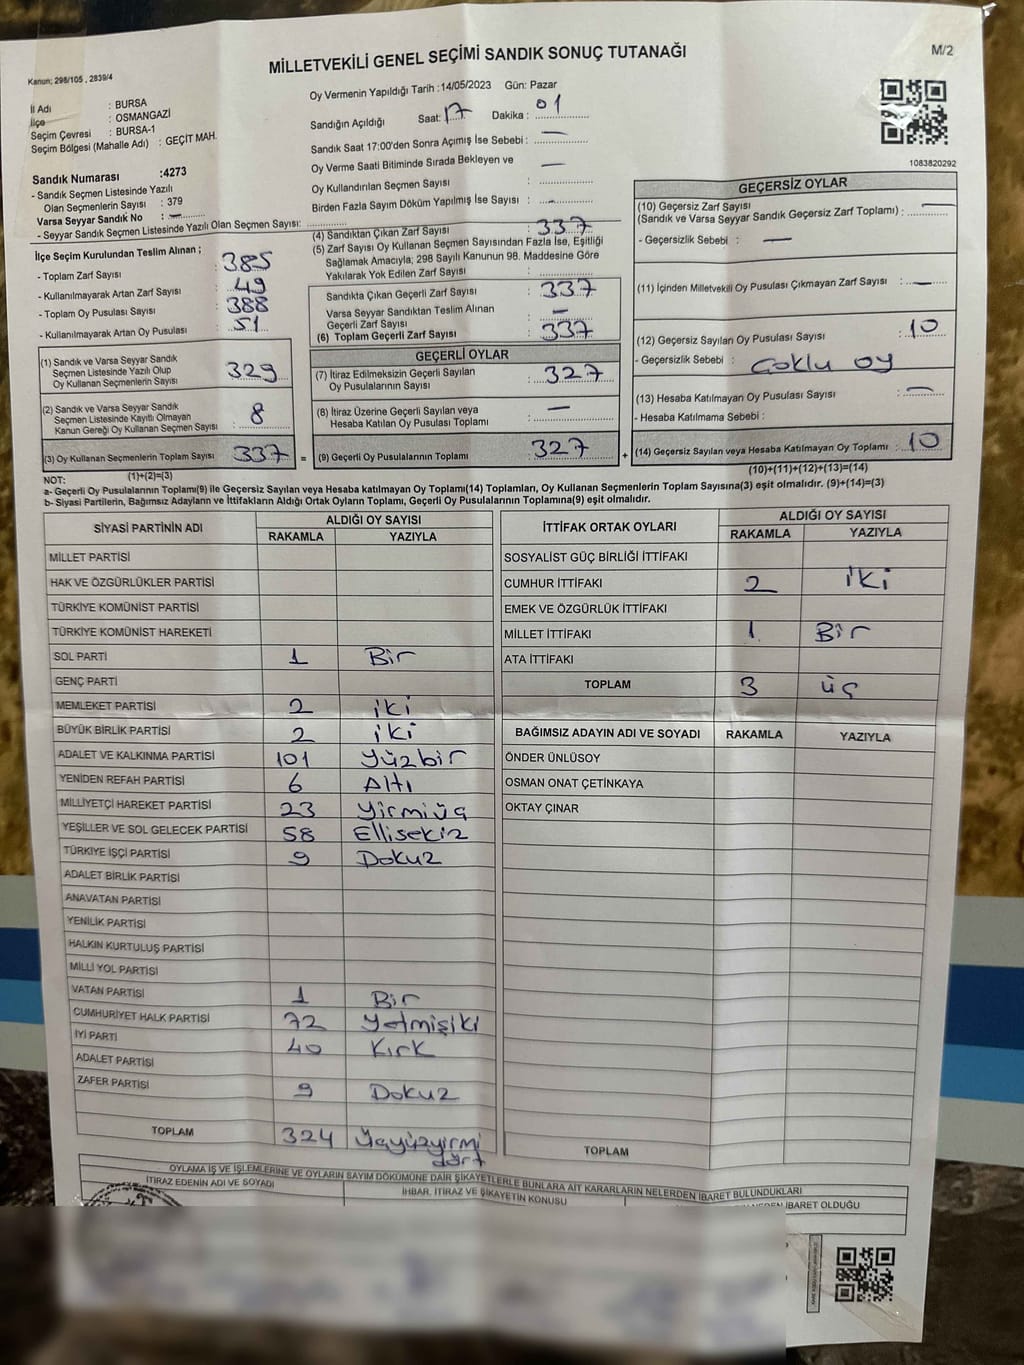 MİLLETVEKİLİ GENEL SEÇİMİ SANDIK SONUÇ TUTANAĞI
M/2
Kanun; 298/105 , 2839/4
İl Adı : BURSA
İlçe : OSMANGAZİ
Seçim Çevresi : BURSA-1
Seçim Bölgesi (Mahalle Adı) : GEÇİT MAH.
Sandık Numarası :4273
- Sandık Seçmen Listesinde Yazılı
Olan Seçmenlerin Sayısı : 379
Varsa Seyyar Sandık No : —
- Seyyar Sandık Seçmen Listesinde Yazılı Olan Seçmen Sayısı:
Oy Vermenin Yapıldığı Tarih :14/05/2023 Gün: Pazar
Sandığın Açıldığı Saat: 17 Dakika : 01
Sandık Saat 17:00'den Sonra Açımış İse Sebebi : —
Oy Verme Saati Bitiminde Sırada Bekleyen ve —
Oy Kullandırılan Seçmen Sayısı :
Birden Fazla Sayım Döküm Yapılmış İse Sayısı : —
1083820292
İlçe Seçim Kurulundan Teslim Alınan ;
- Toplam Zarf Sayısı : 385
- Kullanılmayarak Artan Zarf Sayısı : 49
- Toplam Oy Pusulası Sayısı : 388
- Kullanılmayarak Artan Oy Pusulası : 51
(1) Sandık ve Varsa Seyyar Sandık
Seçmen Listesinde Yazılı Olup
Oy Kullanan Seçmenlerin Sayısı : 329
(2) Sandık ve Varsa Seyyar Sandık
Seçmen Listesinde Kayıtlı Olmayan
Kanun Gereği Oy Kullanan Seçmen Sayısı : 8
(3) Oy Kullanan Seçmenlerin Toplam Sayısı : 337
(1)+(2)=(3)
(4) Sandıktan Çıkan Zarf Sayısı : 337
(5) Zarf Sayısı Oy Kullanan Seçmen Sayısından Fazla İse, Eşitliği
Sağlamak Amacıyla; 298 Sayılı Kanunun 98. Maddesine Göre
Yakılarak Yok Edilen Zarf Sayısı :
Sandıkta Çıkan Geçerli Zarf Sayısı : 337
Varsa Seyyar Sandıktan Teslim Alınan
Geçerli Zarf Sayısı : —
(6) Toplam Geçerli Zarf Sayısı : 337
GEÇERLİ OYLAR
(7) İtiraz Edilmeksizin Geçerli Sayılan
Oy Pusulalarının Sayısı : 327
(8) İtiraz Üzerine Geçerli Sayılan veya
Hesaba Katılan Oy Pusulası Toplamı : —
= (9) Geçerli Oy Pusulalarının Toplamı : 327 +
GEÇERSİZ OYLAR
(10) Geçersiz Zarf Sayısı
(Sandık ve Varsa Seyyar Sandık Geçersiz Zarf Toplamı) : —
- Geçersizlik Sebebi : —
(11) İçinden Milletvekili Oy Pusulası Çıkmayan Zarf Sayısı : —
(12) Geçersiz Sayılan Oy Pusulası Sayısı : 10
- Geçersizlik Sebebi : Çoklu oy
(13) Hesaba Katılmayan Oy Pusulası Sayısı : —
- Hesaba Katılmama Sebebi :
(14) Geçersiz Sayılan veya Hesaba Katılmayan Oy Toplamı : 10
(10)+(11)+(12)+(13)=(14)
NOT:
a- Geçerli Oy Pusulalarının Toplamı(9) ile Geçersiz Sayılan veya Hesaba Katılmayan Oy Toplamı(14) Toplamları, Oy Kullanan Seçmenlerin Toplam Sayısına(3) eşit olmalıdır. (9)+(14)=(3)
b- Siyasi Partilerin, Bağımsız Adayların ve İttifakların Aldığı Ortak Oyların Toplamı, Geçerli Oy Pusulalarının Toplamına(9) eşit olmalıdır.
SİYASİ PARTİNİN ADI ALDIĞI OY SAYISI
RAKAMLA YAZIYLA
MİLLET PARTİSİ
HAK VE ÖZGÜRLÜKLER PARTİSİ
TÜRKİYE KOMÜNİST PARTİSİ
TÜRKİYE KOMÜNİST HAREKETİ
SOL PARTİ 1 Bir
GENÇ PARTİ
MEMLEKET PARTİSİ 2 iki
BÜYÜK BİRLİK PARTİSİ 2 iki
ADALET VE KALKINMA PARTİSİ 101 Yüzbir
YENİDEN REFAH PARTİSİ 6 Altı
MİLLİYETÇİ HAREKET PARTİSİ 23 Yirmiüç
YEŞİLLER VE SOL GELECEK PARTİSİ 58 Ellisekiz
TÜRKİYE İŞÇİ PARTİSİ 9 Dokuz
ADALET BİRLİK PARTİSİ
ANAVATAN PARTİSİ
YENİLİK PARTİSİ
HALKIN KURTULUŞ PARTİSİ
MİLLİ YOL PARTİSİ
VATAN PARTİSİ 1 Bir
CUMHURİYET HALK PARTİSİ 72 Yetmişiki
İYİ PARTİ 40 Kırk
ADALET PARTİSİ
ZAFER PARTİSİ 9 Dokuz
TOPLAM 324 Üçyüzyirmi
dört
İTTİFAK ORTAK OYLARI ALDIĞI OY SAYISI
RAKAMLA YAZIYLA
SOSYALİST GÜÇ BİRLİĞİ İTTİFAKI
CUMHUR İTTİFAKI 2 iki
EMEK VE ÖZGÜRLÜK İTTİFAKI
MİLLET İTTİFAKI 1 Bir
ATA İTTİFAKI
TOPLAM 3 üç
BAĞIMSIZ ADAYIN ADI VE SOYADI RAKAMLA YAZIYLA
ÖNDER ÜNLÜSOY
OSMAN ONAT ÇETİNKAYA
OKTAY ÇINAR
TOPLAM
OYLAMA İŞ VE İŞLEMLERİNE VE OYLARIN SAYIM DÖKÜMÜNE DAİR ŞİKAYETLERLE BUNLARA AİT KARARLARIN NELERDEN İBARET BULUNDUKLARI
İTİRAZ EDENİN ADI VE SOYADI
İHBAR, İTİRAZ VE ŞİKAYETİN KONUSU
İBARET OLDUĞU